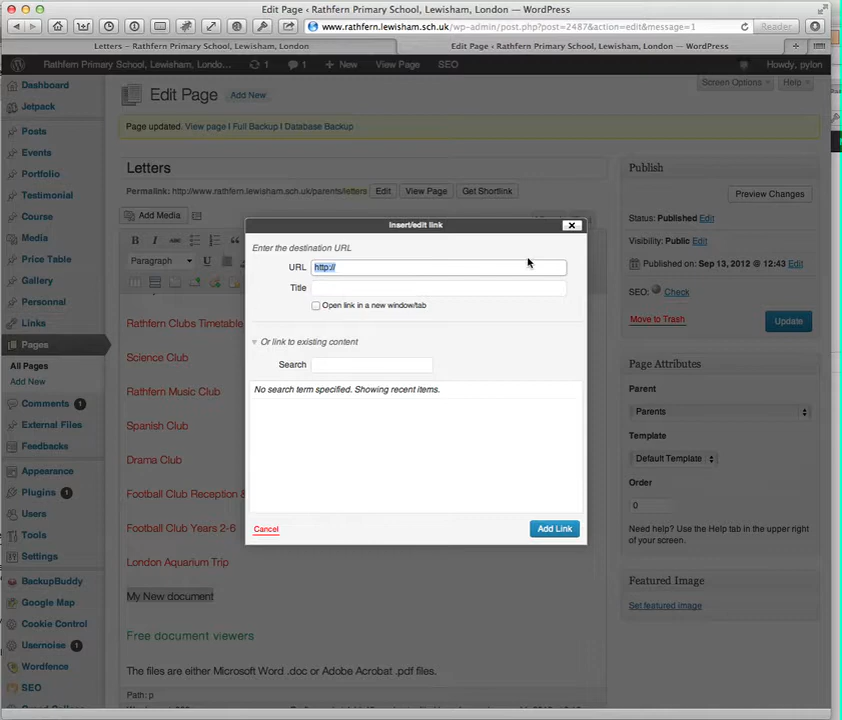 Edit Page ‹ Rathfern Primary School, Lewisham, London — WordPress
www.rathfern.lewisham.sch.uk/wp-admin/post.php?post=2487&action=edit&message=1
Reader
Letters – Rathfern Primary School, Lewisham, London
Edit Page ‹ Rathfern Primary School, Lewisham, London — WordPress
+
Rathfern Primary School, Lewisham, Londo...
1
1
+ New
View Page
SEO
Howdy, pylon
Dashboard
Jetpack
Posts
Events
Portfolio
Testimonial
Course
Media
Price Table
Gallery
Personnal
Links
Pages
All Pages
Add New
Comments 1
External Files
Feedbacks
Appearance
Plugins 1
Users
Tools
Settings
BackupBuddy
Google Map
Cookie Control
Usernoise 1
Wordfence
SEO
Edit Page
Add New
Screen Options
Help
Page updated. View page | Full Backup | Database Backup
Letters
Permalink: http://www.rathfern.lewisham.sch.uk/parents/letters
Edit
View Page
Get Shortlink
Add Media
B I ABC
Paragraph
U
Rathfern Clubs Timetable
Science Club
Rathfern Music Club
Spanish Club
Drama Club
Football Club Reception &
Football Club Years 2-6
London Aquarium Trip
My New document
Free document viewers
The files are either Microsoft Word .doc or Adobe Acrobat .pdf files.
Path: p
Insert/edit link
Enter the destination URL
URL
http://
Title
Open link in a new window/tab
Or link to existing content
Search
No search term specified. Showing recent items.
Cancel
Add Link
Publish
Preview Changes
Status: Published Edit
Visibility: Public Edit
Published on: Sep 13, 2012 @ 12:43 Edit
SEO: Check
Move to Trash
Update
Page Attributes
Parent
Parents
Template
Default Template
Order
0
Need help? Use the Help tab in the upper right
of your screen.
Featured Image
Set featured image